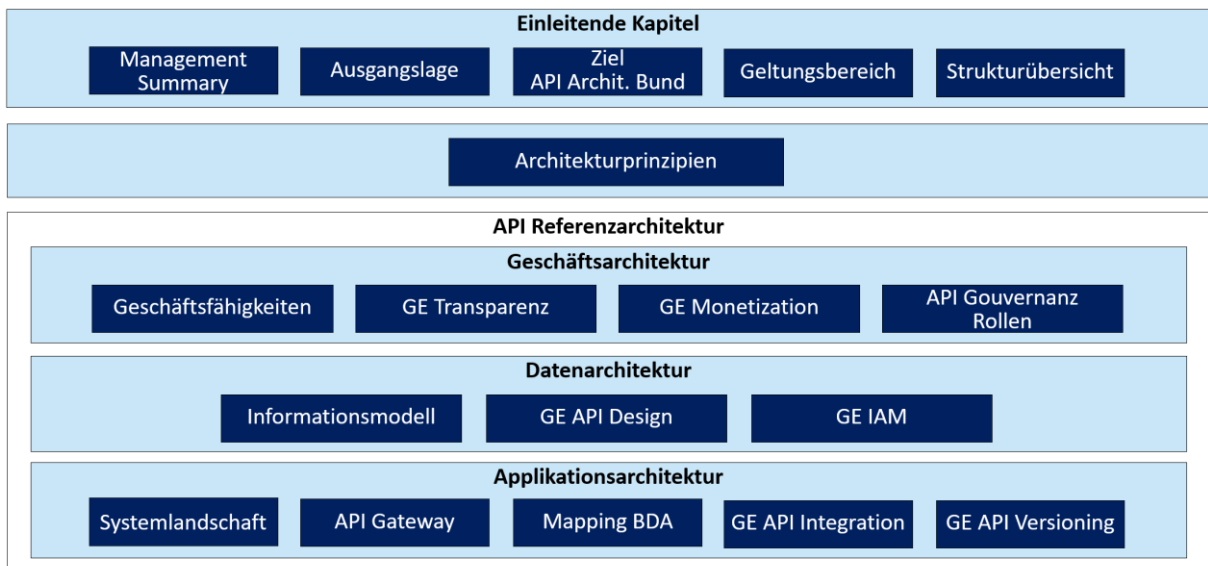 Einleitende Kapitel
Management
Summary
Ausgangslage
Ziel
API Archit. Bund
Geltungsbereich
Strukturübersicht
Architekturprinzipien
API Referenzarchitektur
Geschäftsarchitektur
Geschäftsfähigkeiten
GE Transparenz
GE Monetization
API Gouvernanz
Rollen
Datenarchitektur
Informationsmodell
GE API Design
GE IAM
Applikationsarchitektur
Systemlandschaft
API Gateway
Mapping BDA
GE API Integration
GE API Versioning